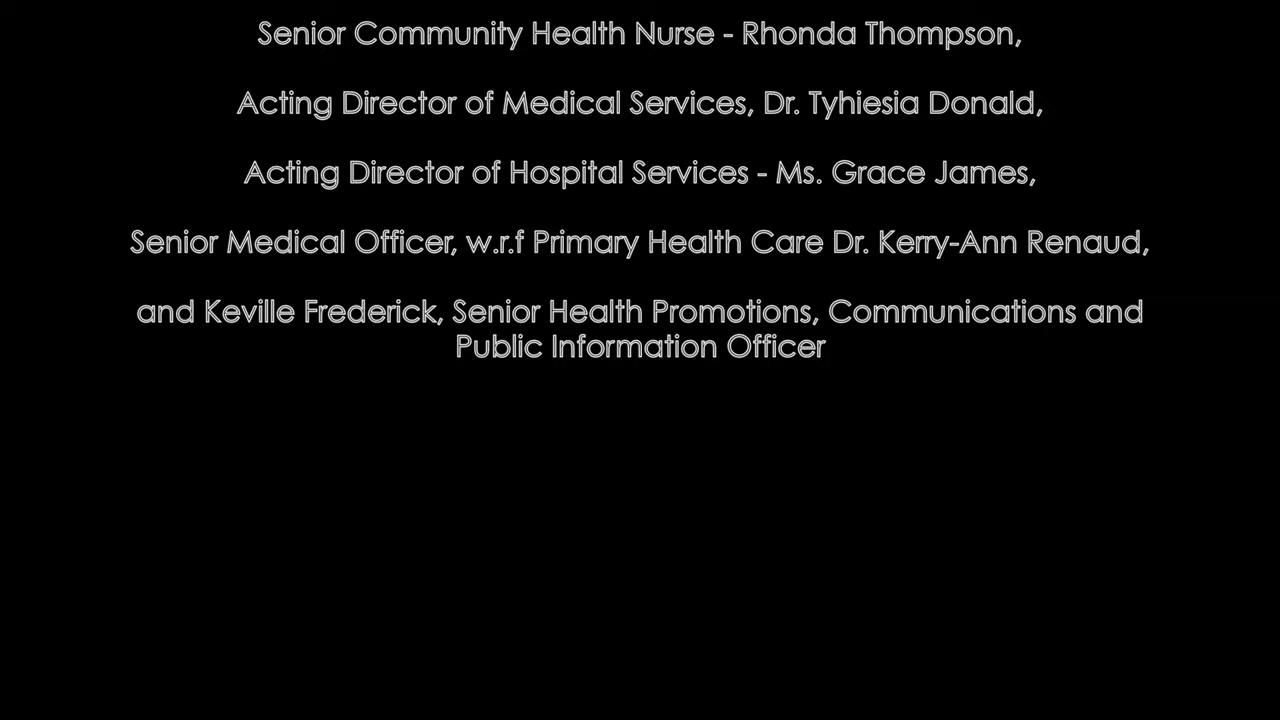 Senior Community Health Nurse - Rhonda Thompson,
Acting Director of Medical Services, Dr. Tyhiesia Donald,
Acting Director of Hospital Services - Ms. Grace James,
Senior Medical Officer, w.r.f Primary Health Care Dr. Kerry-Ann Renaud,
and Keville Frederick, Senior Health Promotions, Communications and
Public Information Officer